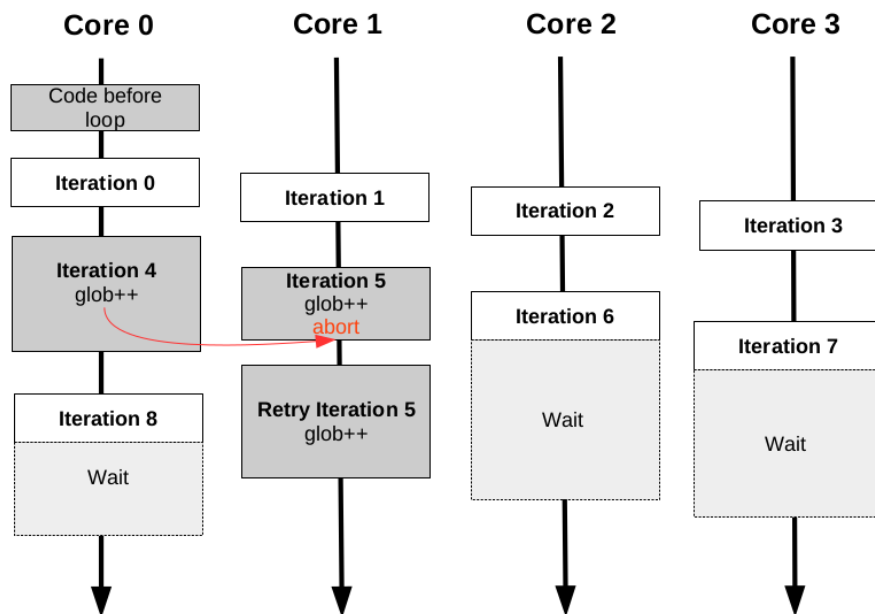 Core 0
Core 1
Core 2
Core 3
Code before
loop
Iteration 0
Iteration 1
Iteration 2
Iteration 3
Iteration 4
glob++
Iteration 5
glob++
abort
Iteration 6
Iteration 7
Retry Iteration 5
glob++
Iteration 8
Wait
Wait
Wait